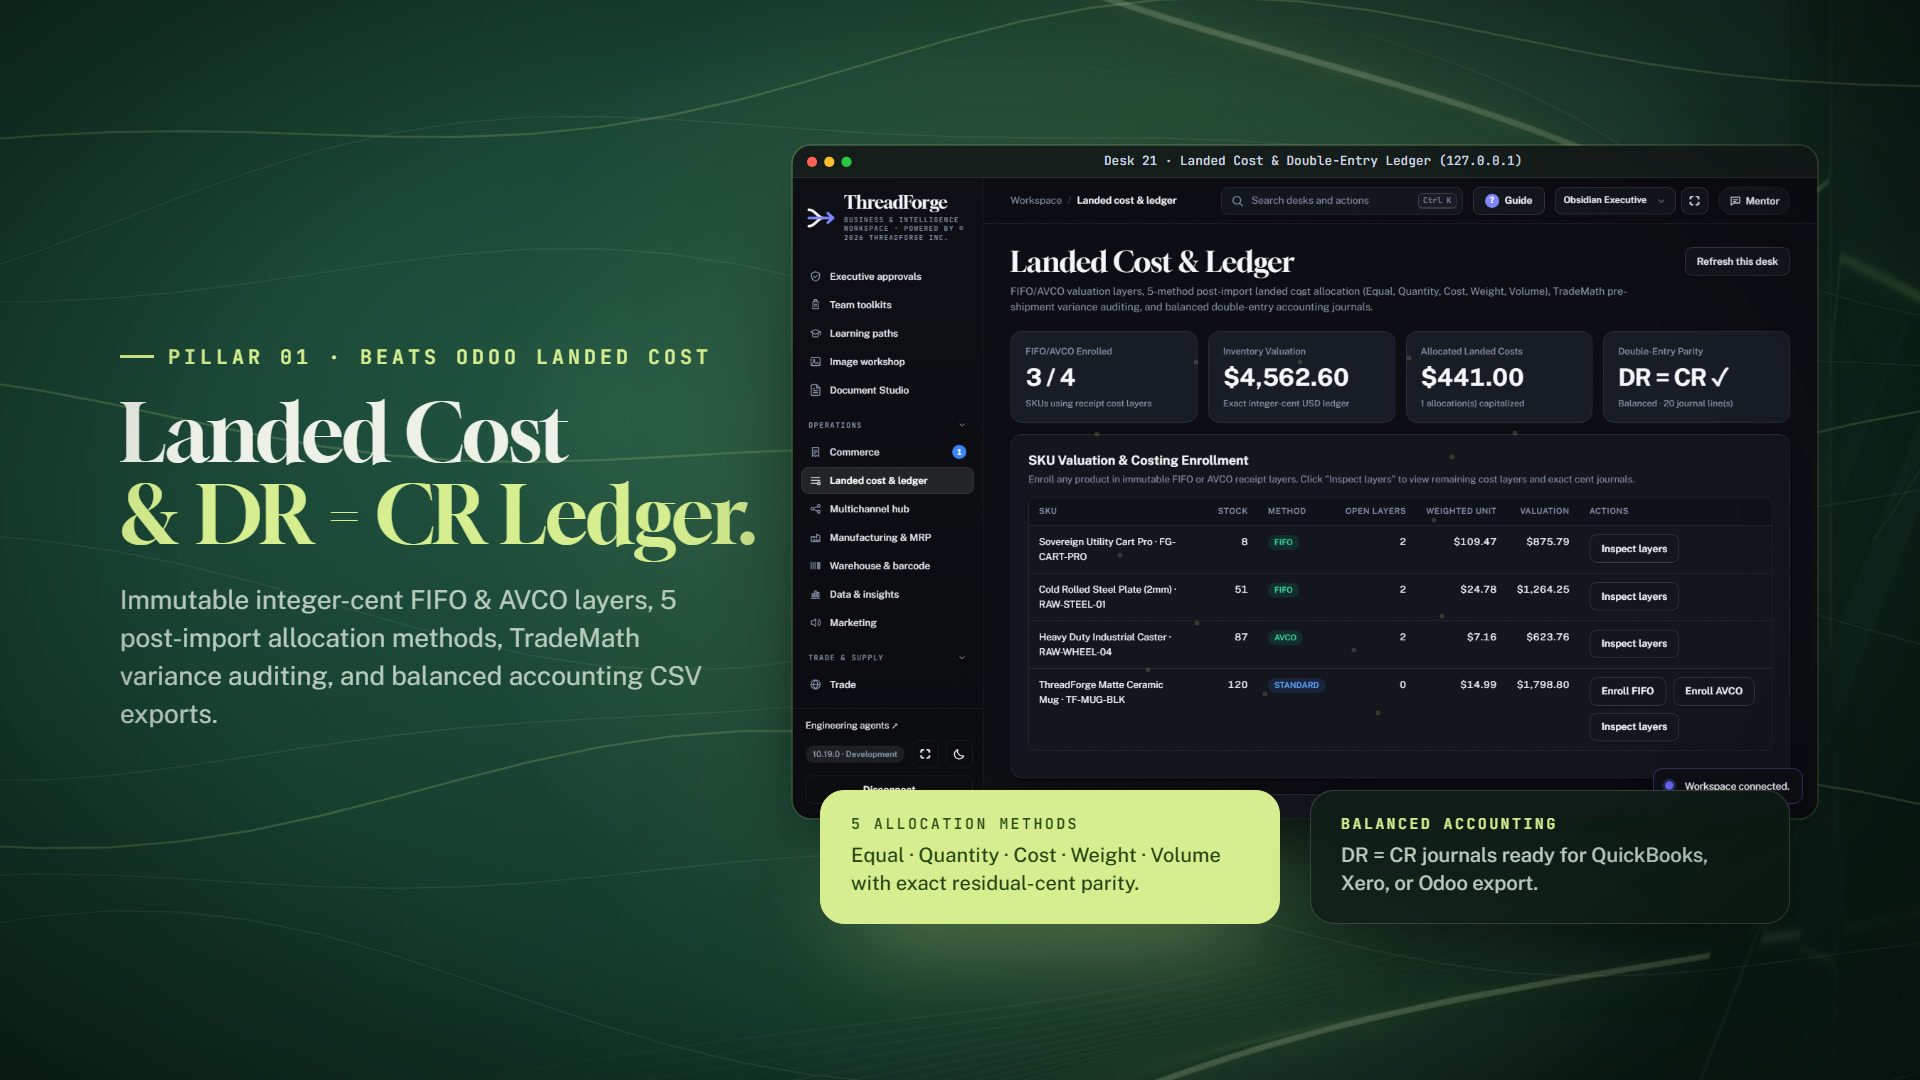 PILLAR 01 · BEATS ODOO LANDED COST
Landed Cost
& DR = CR Ledger.
Immutable integer-cent FIFO & AVCO layers, 5
post-import allocation methods, TradeMath
variance auditing, and balanced accounting CSV
exports.
Desk 21 · Landed Cost & Double-Entry Ledger (127.0.0.1)
ThreadForge
BUSINESS & INTELLIGENCE
WORKSPACE · POWERED BY ©
2026 THREADFORGE INC.
Executive approvals
Team toolkits
Learning paths
Image workshop
Document Studio
OPERATIONS
Commerce 1
Landed cost & ledger
Multichannel hub
Manufacturing & MRP
Warehouse & barcode
Data & insights
Marketing
TRADE & SUPPLY
Trade
Engineering agents ↗
10.19.0 · Development
Disconnect
Workspace / Landed cost & ledger
Search desks and actions Ctrl K
? Guide
Obsidian Executive
Mentor
Landed Cost & Ledger
Refresh this desk
FIFO/AVCO valuation layers, 5-method post-import landed cost allocation (Equal, Quantity, Cost, Weight, Volume), TradeMath pre-
shipment variance auditing, and balanced double-entry accounting journals.
FIFO/AVCO Enrolled
3 / 4
SKUs using receipt cost layers
Inventory Valuation
$4,562.60
Exact integer-cent USD ledger
Allocated Landed Costs
$441.00
1 allocation(s) capitalized
Double-Entry Parity
DR = CR ✓
Balanced · 20 journal line(s)
SKU Valuation & Costing Enrollment
Enroll any product in immutable FIFO or AVCO receipt layers. Click "Inspect layers" to view remaining cost layers and exact cent journals.
SKU STOCK METHOD OPEN LAYERS WEIGHTED UNIT VALUATION ACTIONS
Sovereign Utility Cart Pro · FG-
CART-PRO
8 FIFO 2 $109.47 $875.79 Inspect layers
Cold Rolled Steel Plate (2mm) ·
RAW-STEEL-01
51 FIFO 2 $24.78 $1,264.25 Inspect layers
Heavy Duty Industrial Caster ·
RAW-WHEEL-04
87 AVCO 2 $7.16 $623.76 Inspect layers
ThreadForge Matte Ceramic
Mug · TF-MUG-BLK
120 STANDARD 0 $14.99 $1,798.80 Enroll FIFO Enroll AVCO
Inspect layers
Workspace connected.
5 ALLOCATION METHODS
Equal · Quantity · Cost · Weight · Volume
with exact residual-cent parity.
BALANCED ACCOUNTING
DR = CR journals ready for QuickBooks,
Xero, or Odoo export.